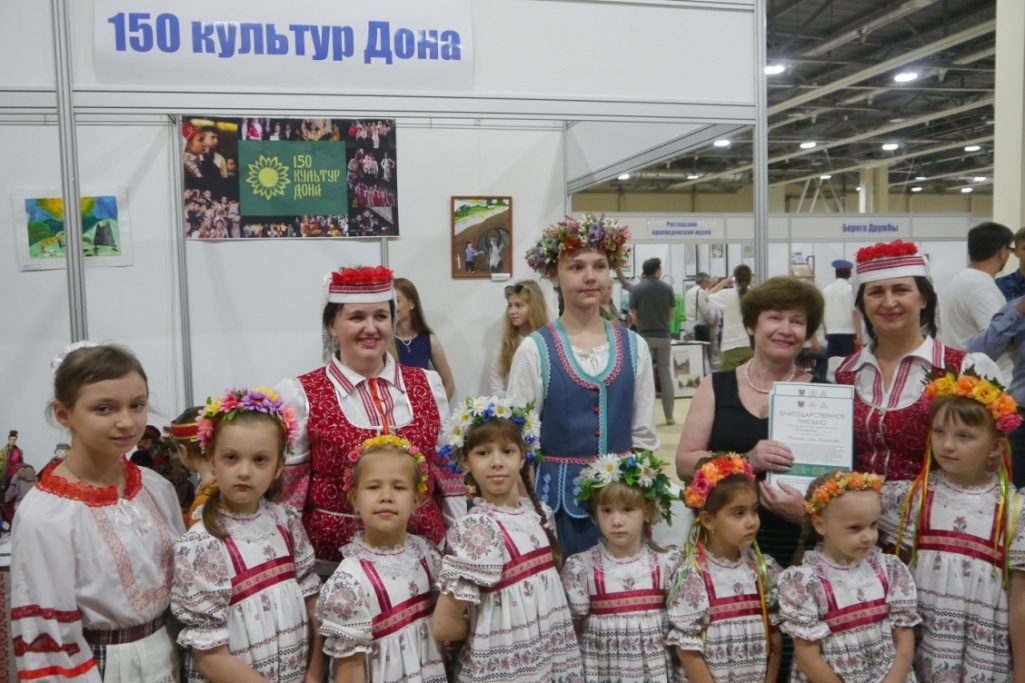 150 культур Дона
150
КУЛЬТУР
ДОНА
Ростовский
краеведческий музей
Берега Дружбы
БЛАГОДАРСТВЕННОЕ
ПИСЬМО